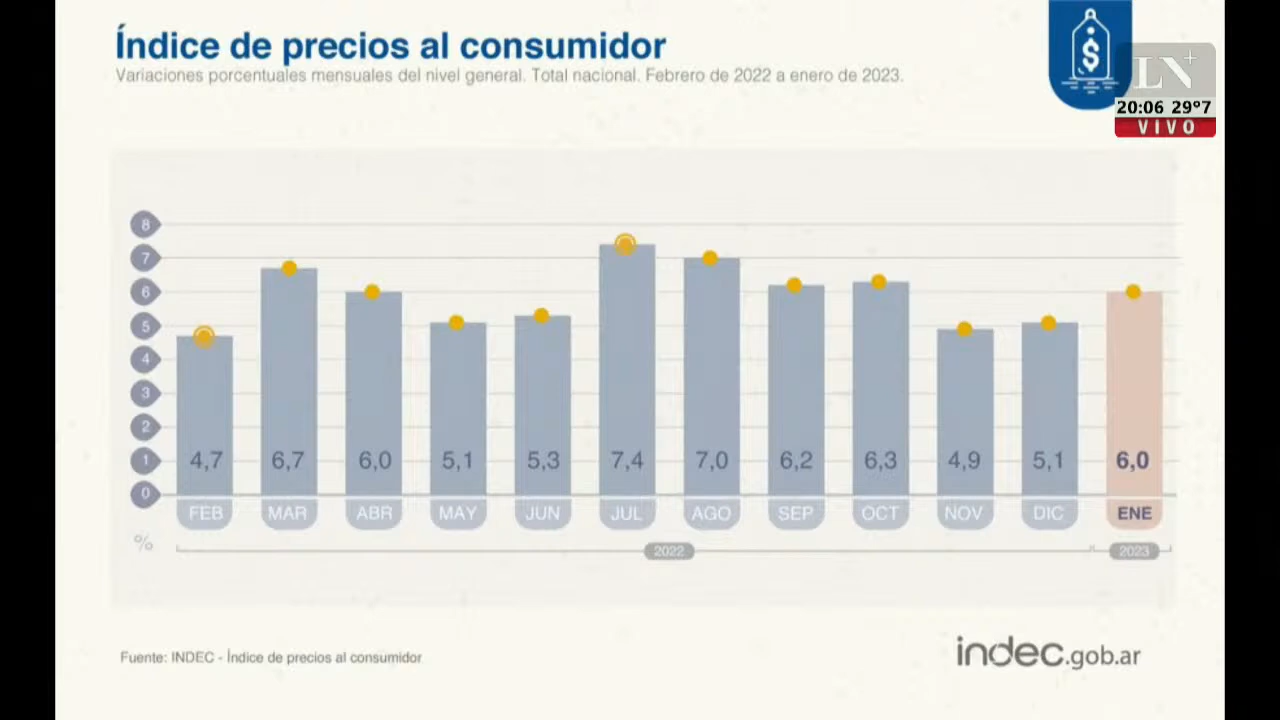 Índice de precios al consumidor
Variaciones porcentuales mensuales del nivel general. Total nacional. Febrero de 2022 a enero de 2023.
$
LN+
20:06 29º7
VIVO
8
7
6
5
4
3
2
1
0
4,7 6,7 6,0 5,1 5,3 7,4 7,0 6,2 6,3 4,9 5,1 6,0
FEB MAR ABR MAY JUN JUL AGO SEP OCT NOV DIC ENE
%
2022 2023
Fuente: INDEC - Índice de precios al consumidor
indec.gob.ar